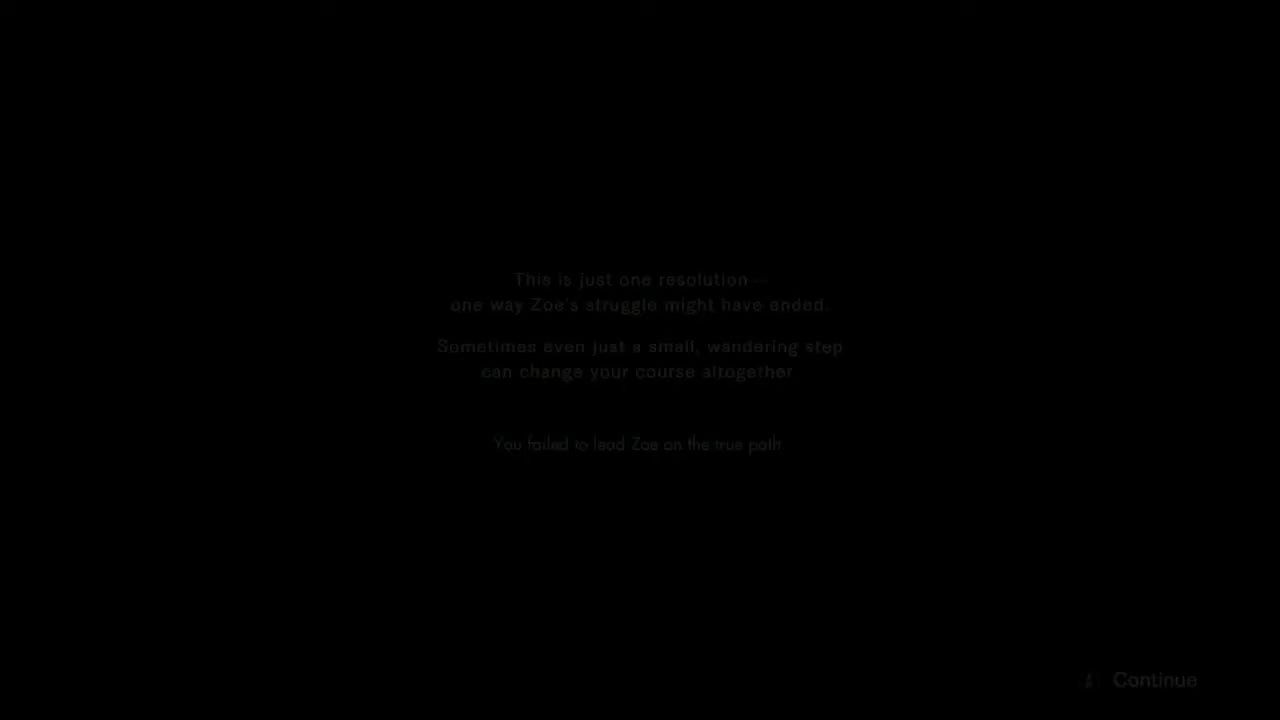 This is just one resolution—
one way Zoe's struggle might have ended.
Sometimes even just a small, wandering step
can change your course altogether.
You failed to lead Zoe on the true path.
Continue